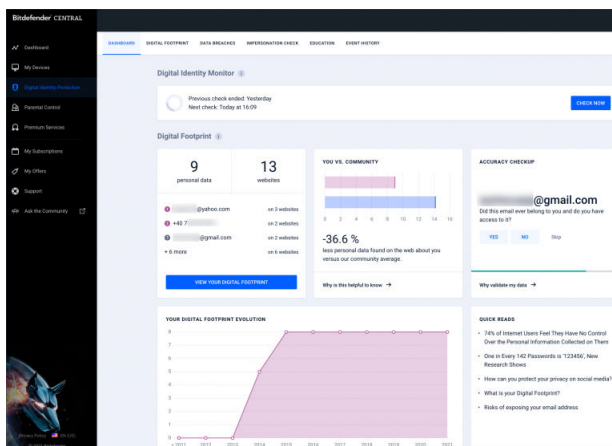 Bitdefender CENTRAL
Dashboard
My Devices
Digital Identity Protection
Parental Control
Premium Services
My Subscriptions
My Offers
Support
Ask the Community
Privacy Policy
DASHBOARD DIGITAL FOOTPRINT DATA BREACHES IMPERSONATION CHECK EDUCATION EVENT HISTORY
Digital Identity Monitor
Previous check ended: Yesterday
Next check: Today at 16:09
CHECK NOW
Digital Footprint
9 13
personal data websites
@yahoo.com on 3 websites
+40 7 on 2 websites
@gmail.com on 2 websites
+ 6 more on 6 websites
VIEW YOUR DIGITAL FOOTPRINT
YOU VS. COMMUNITY
0 2 4 6 8 10 12 14 16
-36.6 %
less personal data found on the web about you
versus our community average.
Why is this helpful to know →
ACCURACY CHECKUP
@gmail.com
Did this email ever belong to you and do you have
access to it?
YES NO Skip
Why validate my data →
YOUR DIGITAL FOOTPRINT EVOLUTION
8
7
6
5
4
3
2
1
0
< 2011 2012 2013 2014 2015 2016 2017 2018 2019 2020 2021
QUICK READS
• 74% of Internet Users Feel They Have No Control
Over the Personal Information Collected on Them
• One in Every 142 Passwords is '123456', New
Research Shows
• How can you protect your privacy on social media?
• What is your Digital Footprint?
• Risks of exposing your email address